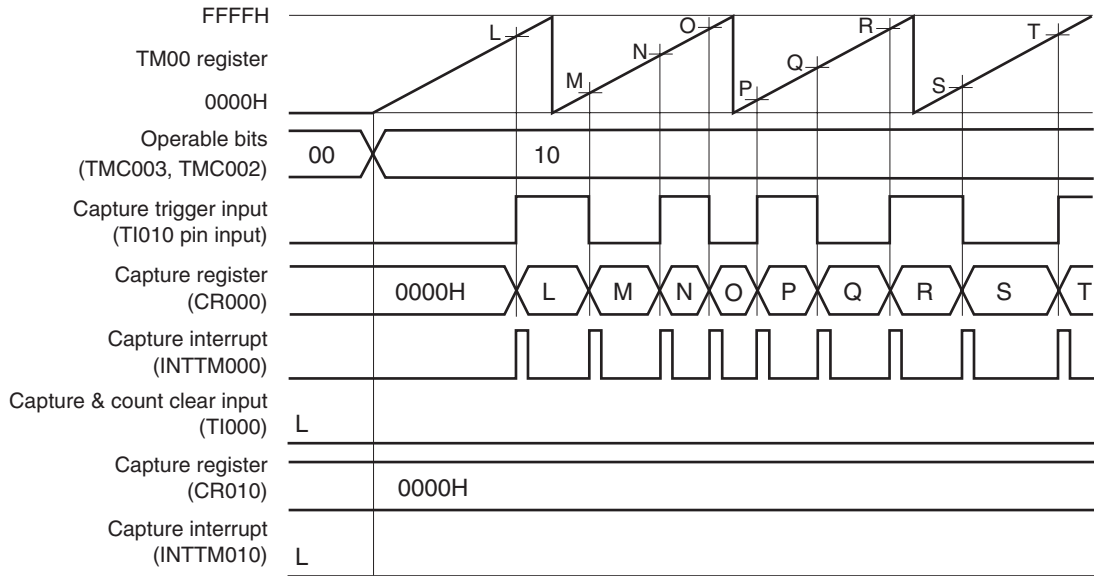 FFFFH
TM00 register
0000H
L M N O P Q R S T
Operable bits
(TMC003, TMC002)
00 10
Capture trigger input
(TI010 pin input)
Capture register
(CR000)
0000H L M N O P Q R S T
Capture interrupt
(INTTM000)
Capture & count clear input
(TI000)
L
Capture register
(CR010)
0000H
Capture interrupt
(INTTM010)
L